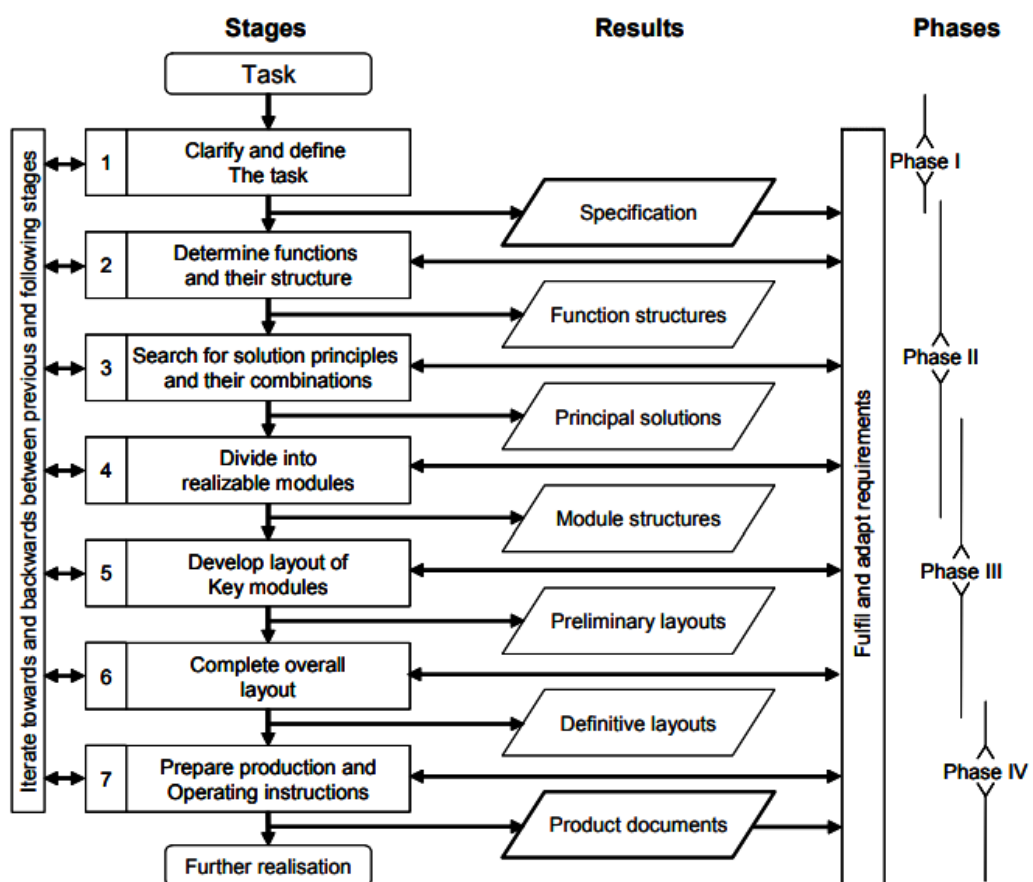 Stages
Results
Phases
Task
Iterate towards and backwards between previous and following stages
1
Clarify and define
The task
Phase I
Specification
2
Determine functions
and their structure
Function structures
3
Search for solution principles
and their combinations
Phase II
Principal solutions
Fulfil and adapt requirements
4
Divide into
realizable modules
Module structures
5
Develop layout of
Key modules
Phase III
Preliminary layouts
6
Complete overall
layout
Definitive layouts
7
Prepare production and
Operating instructions
Phase IV
Product documents
Further realisation